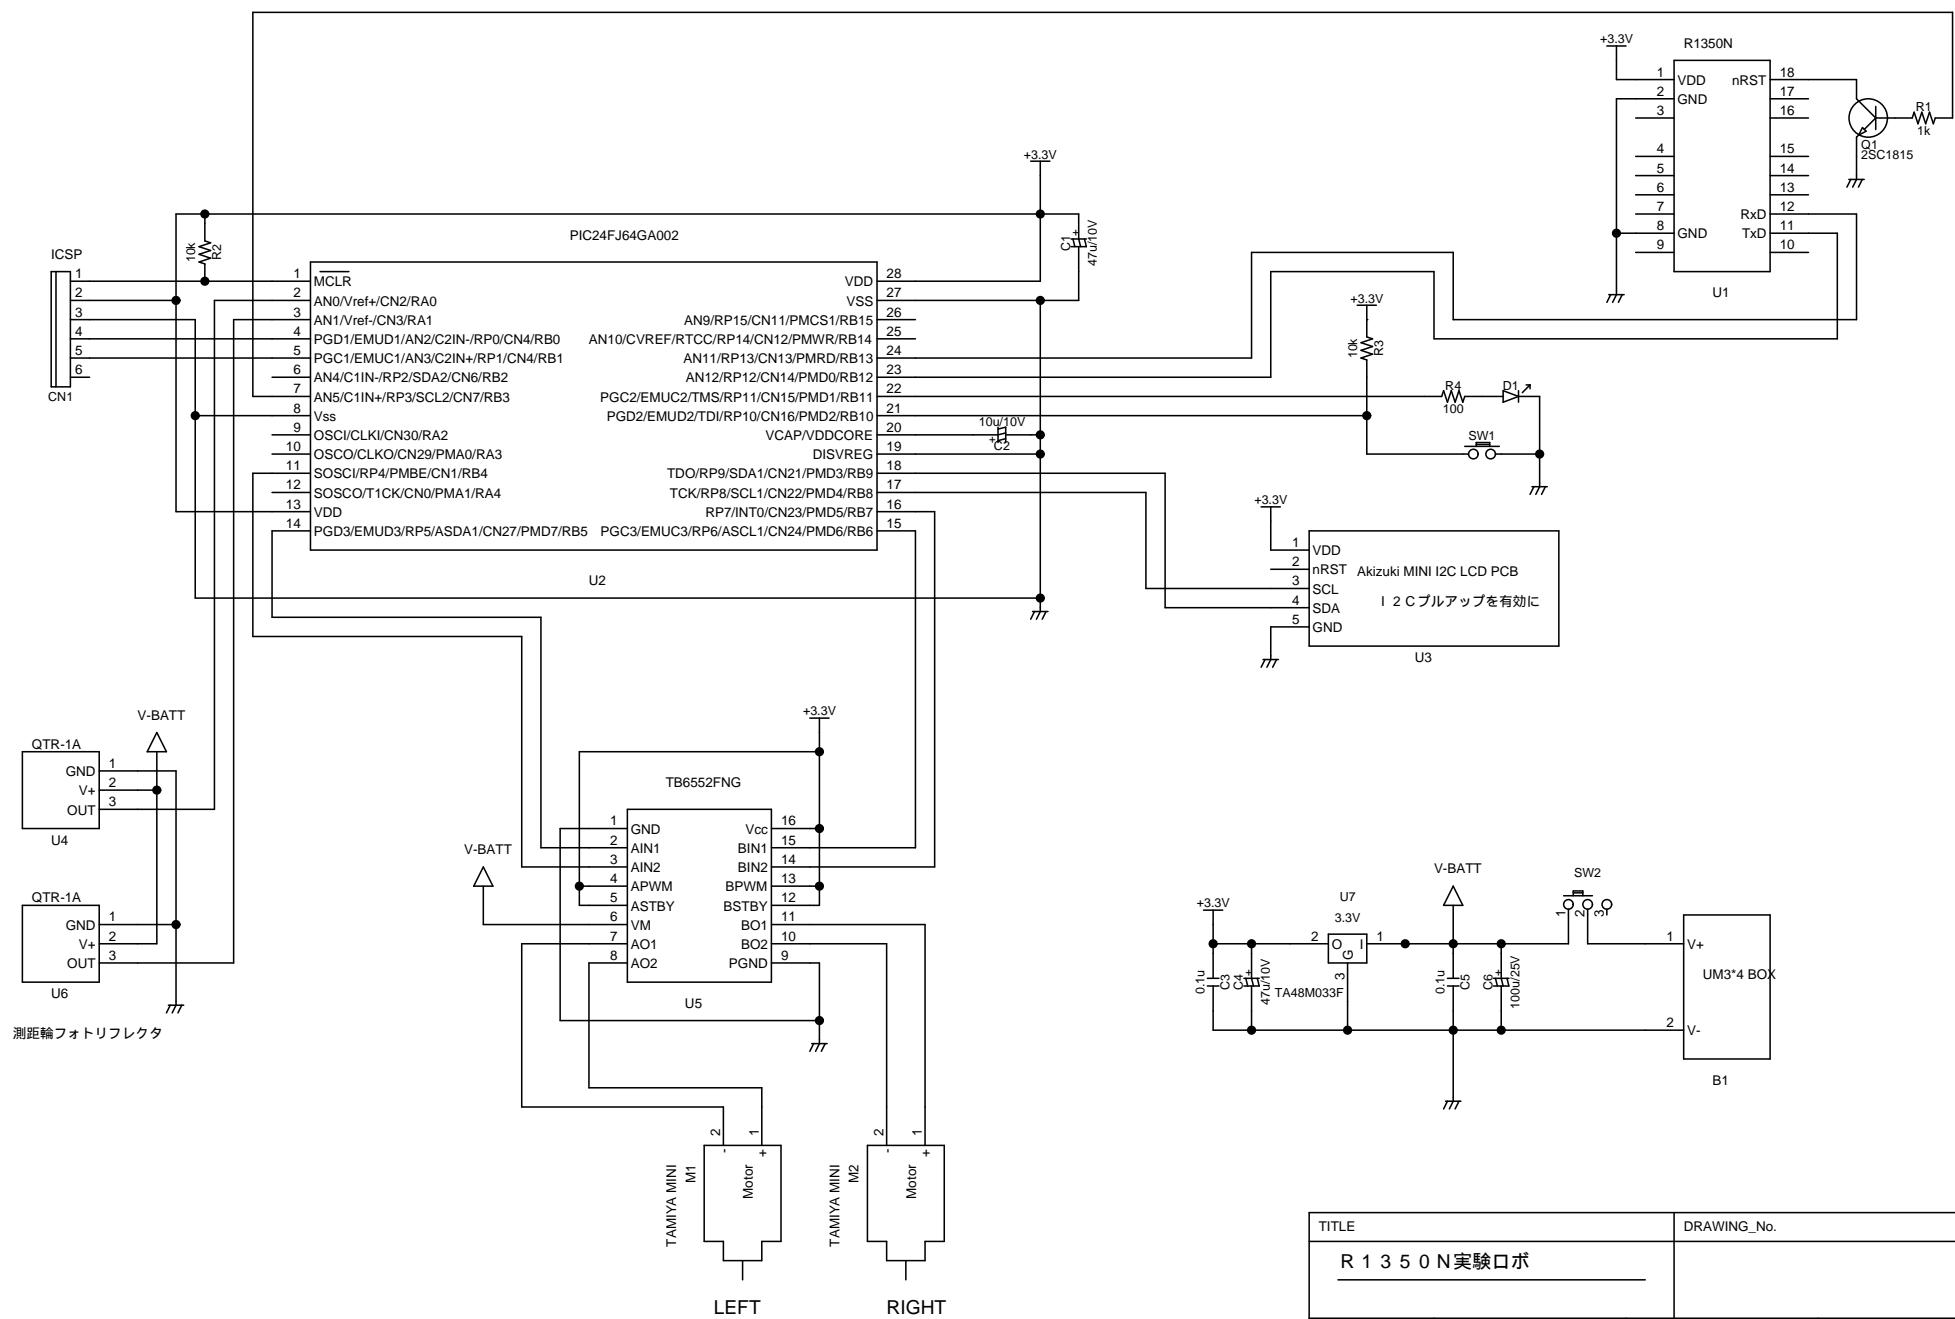 +3.3V
R1350N
1 VDD nRST 18
2 GND 17
3 16
4 15
5 14
6 13
7 RxD 12
8 GND TxD 11
9 10
U1
R1
1k
Q1
2SC1815
+3.3V
C1
+
47u/10V
10k
R2
ICSP
1
2
3
4
5
6
CN1
PIC24FJ64GA002
1 MCLR VDD 28
2 AN0/Vref+/CN2/RA0 VSS 27
3 AN1/Vref-/CN3/RA1 AN9/RP15/CN11/PMCS1/RB15 26
4 PGD1/EMUD1/AN2/C2IN-/RP0/CN4/RB0 AN10/CVREF/RTCC/RP14/CN12/PMWR/RB14 25
5 PGC1/EMUC1/AN3/C2IN+/RP1/CN4/RB1 AN11/RP13/CN13/PMRD/RB13 24
6 AN4/C1IN-/RP2/SDA2/CN6/RB2 AN12/RP12/CN14/PMD0/RB12 23
7 AN5/C1IN+/RP3/SCL2/CN7/RB3 PGC2/EMUC2/TMS/RP11/CN15/PMD1/RB11 22
8 Vss PGD2/EMUD2/TDI/RP10/CN16/PMD2/RB10 21
9 OSCI/CLKI/CN30/RA2 VCAP/VDDCORE 20
10 OSCO/CLKO/CN29/PMA0/RA3 DISVREG 19
11 SOSCI/RP4/PMBE/CN1/RB4 TDO/RP9/SDA1/CN21/PMD3/RB9 18
12 SOSCO/T1CK/CN0/PMA1/RA4 TCK/RP8/SCL1/CN22/PMD4/RB8 17
13 VDD RP7/INT0/CN23/PMD5/RB7 16
14 PGD3/EMUD3/RP5/ASDA1/CN27/PMD7/RB5 PGC3/EMUC3/RP6/ASCL1/CN24/PMD6/RB6 15
U2
10u/10V
+
C2
+3.3V
10k
R3
R4
100
D1
SW1
+3.3V
1 VDD
2 nRST Akizuki MINI I2C LCD PCB
3 SCL
I２Cプルアップを有効に
4 SDA
5 GND
U3
V-BATT
QTR-1A
GND 1
V+ 2
OUT 3
U4
QTR-1A
GND 1
V+ 2
OUT 3
U6
測距輪フォトリフレクタ
+3.3V
TB6552FNG
V-BATT
1 GND Vcc 16
2 AIN1 BIN1 15
3 AIN2 BIN2 14
4 APWM BPWM 13
5 ASTBY BSTBY 12
6 VM BO1 11
7 AO1 BO2 10
8 AO2 PGND 9
U5
2 1
- +
Motor
M1
TAMIYA MINI
LEFT
2 1
- +
Motor
M2
TAMIYA MINI
RIGHT
+3.3V
0.1u
C3
C4
+
47u/10V
U7
3.3V
2 O I 1
G
3
TA48M033F
V-BATT
0.1u
C5
C6
+
100u/25V
SW2
1 2 3
1 V+
UM3*4 BOX
2 V-
B1
TITLE
DRAWING_No.
Ｒ１３５０Ｎ実験ロボ